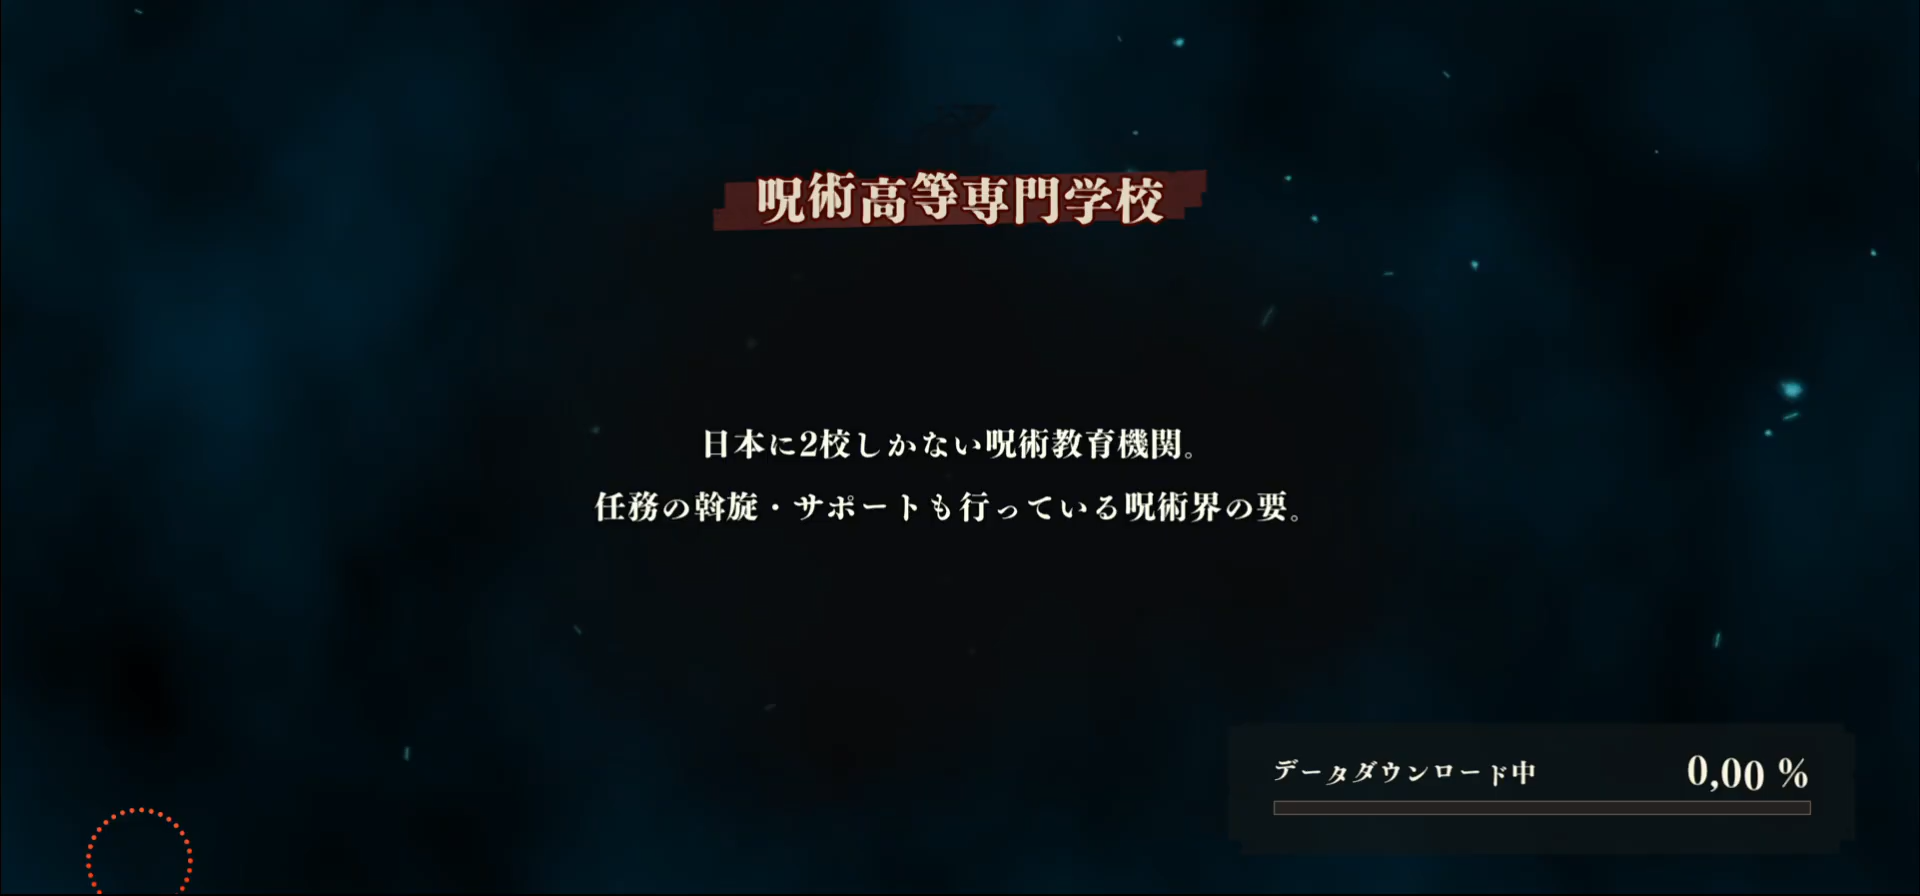 呪術高等専門学校
日本に2校しかない呪術教育機関。
任務の斡旋・サポートも行っている呪術界の要。
データダウンロード中 0,00 %